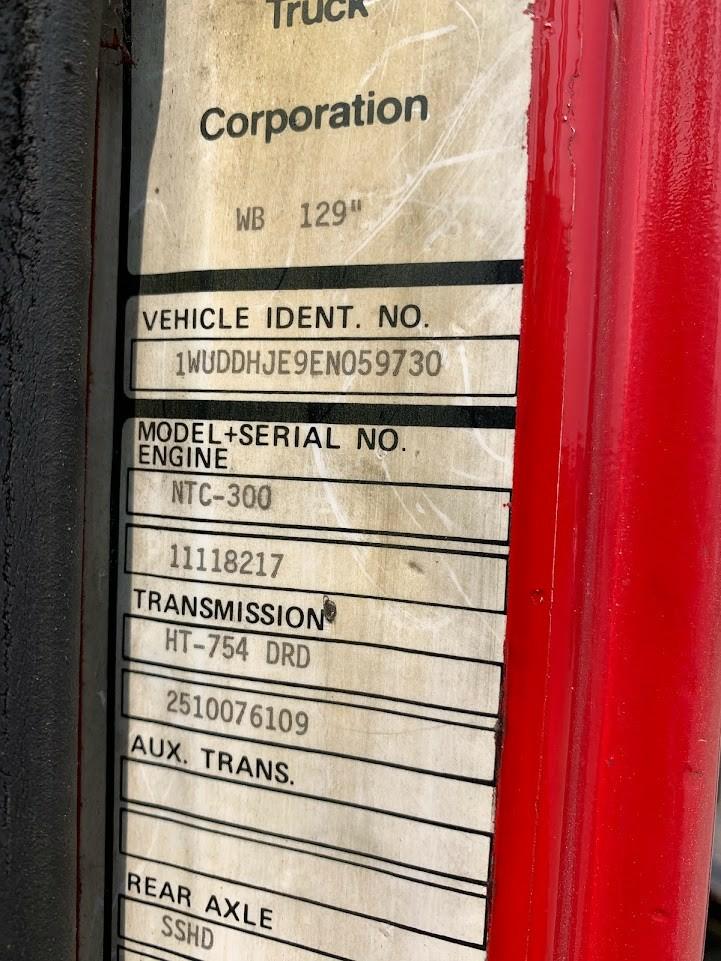 Truck
Corporation
WB 129"
VEHICLE IDENT. NO.
1WUDDHJE9EN059730
MODEL+SERIAL NO.
ENGINE
NTC-300
11118217
TRANSMISSION
HT-754 DRD
2510076109
AUX. TRANS.
REAR AXLE
SSHD